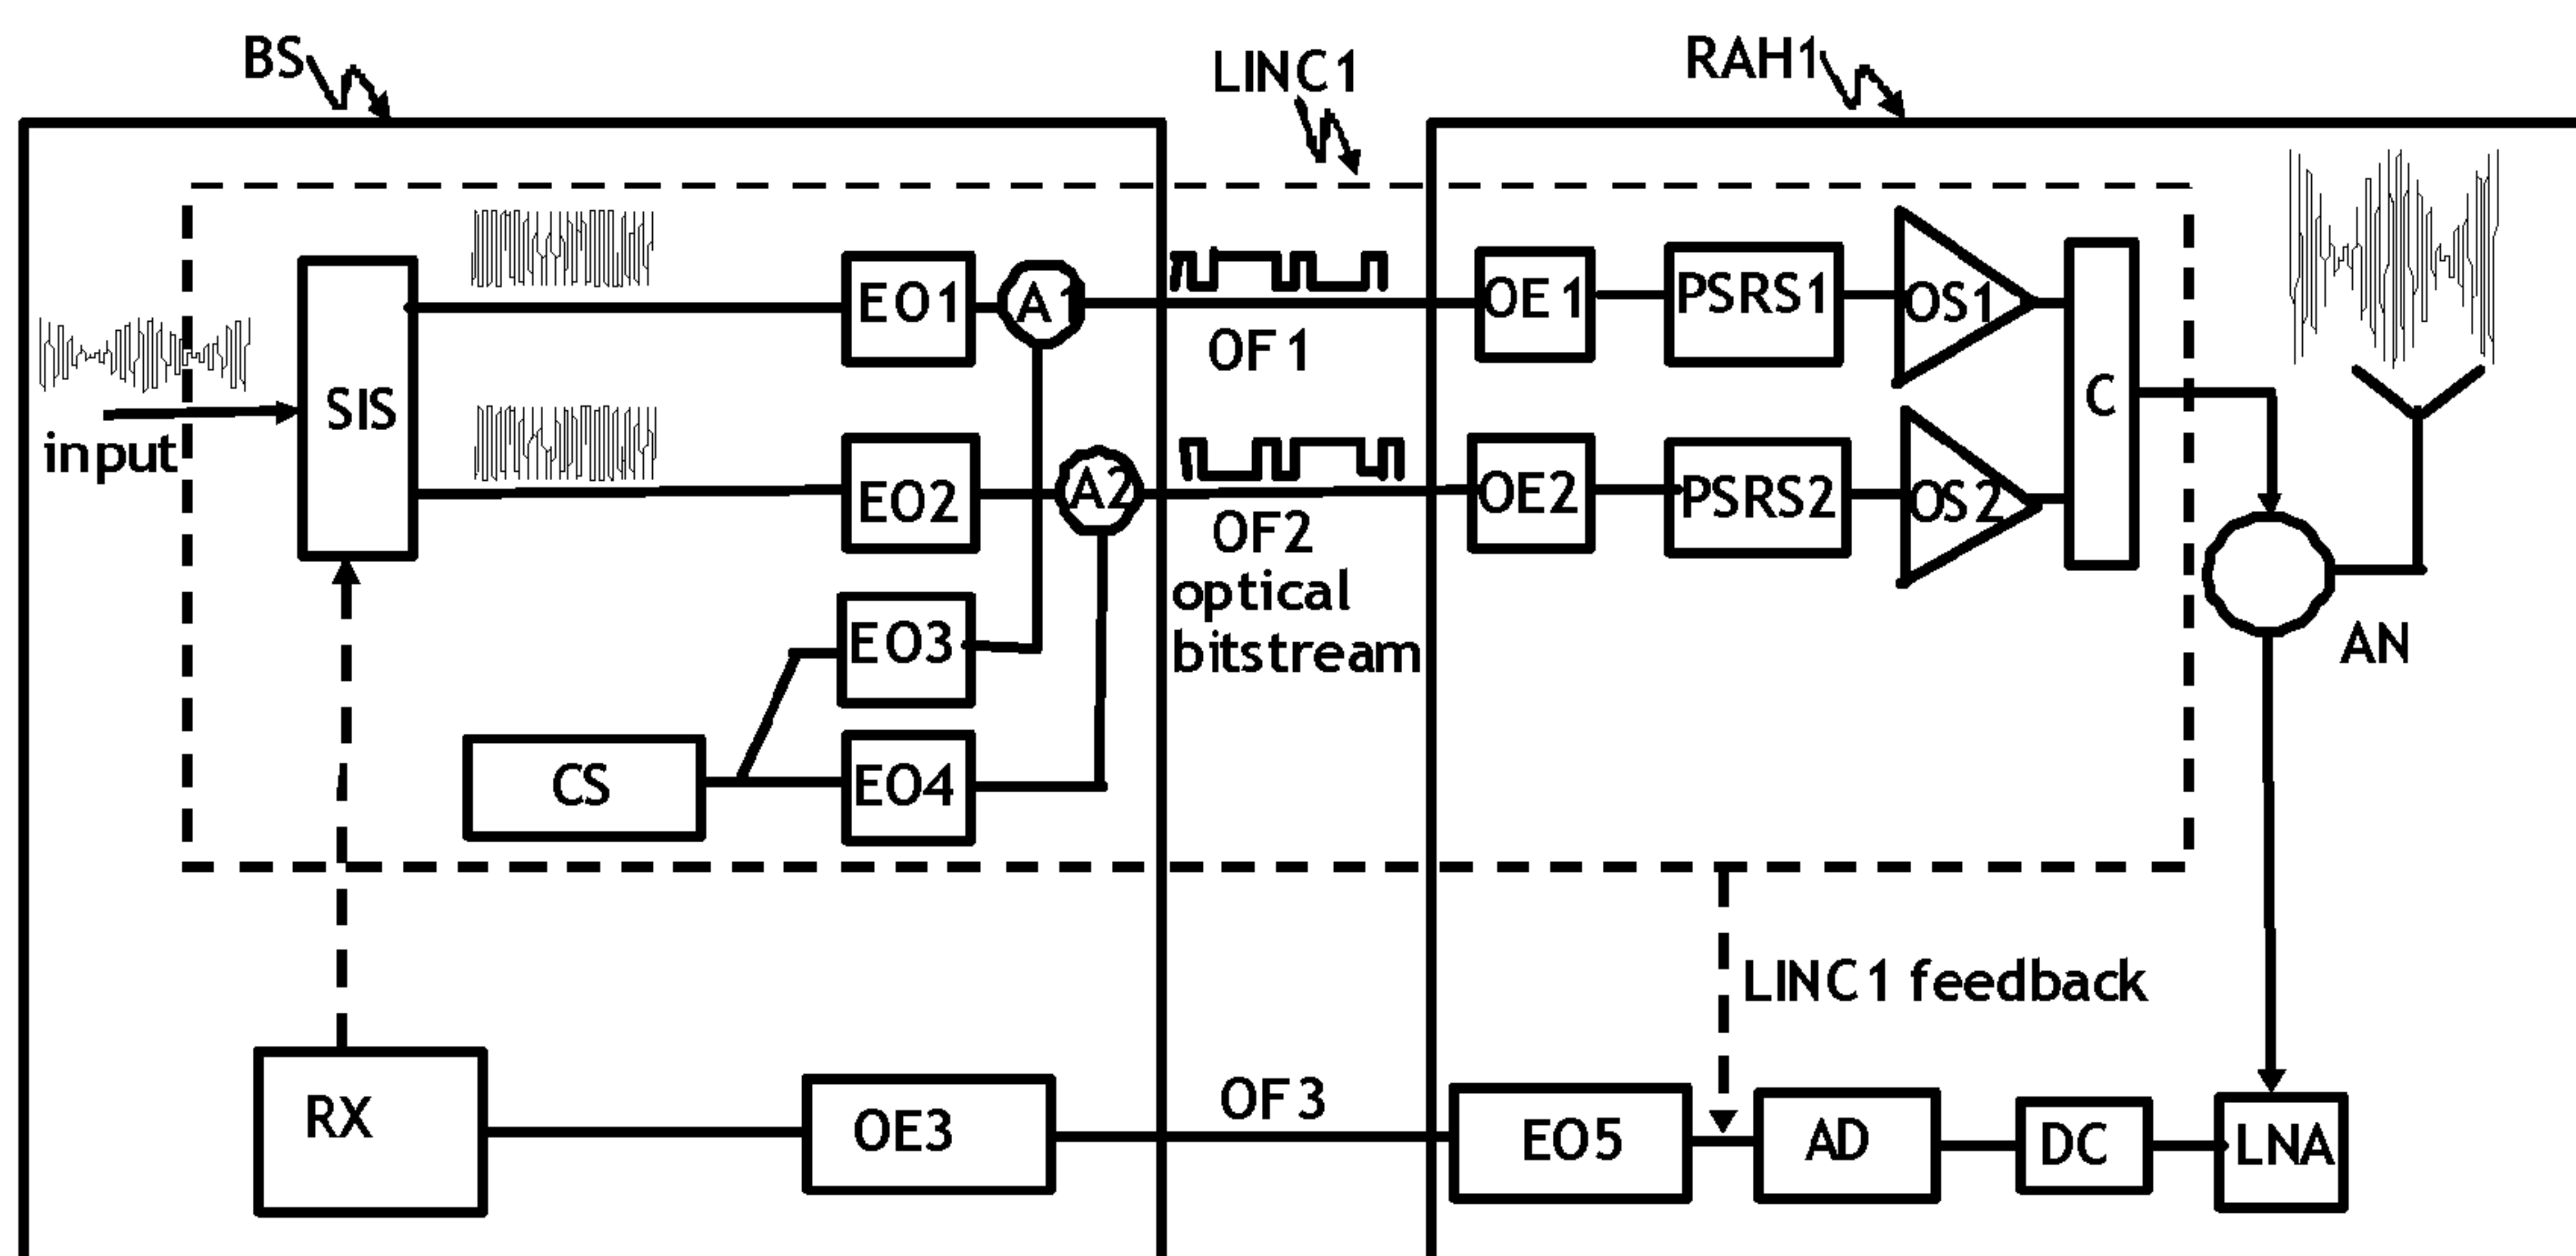 BS
LINC1
RAH1
input
SIS
EO1
A1
OF1
OE1
PSRS1
OS1
C
EO2
A2
OF2
optical
bitstream
OE2
PSRS2
OS2
AN
EO3
CS
EO4
LINC1 feedback
RX
OE3
OF3
EO5
AD
DC
LNA